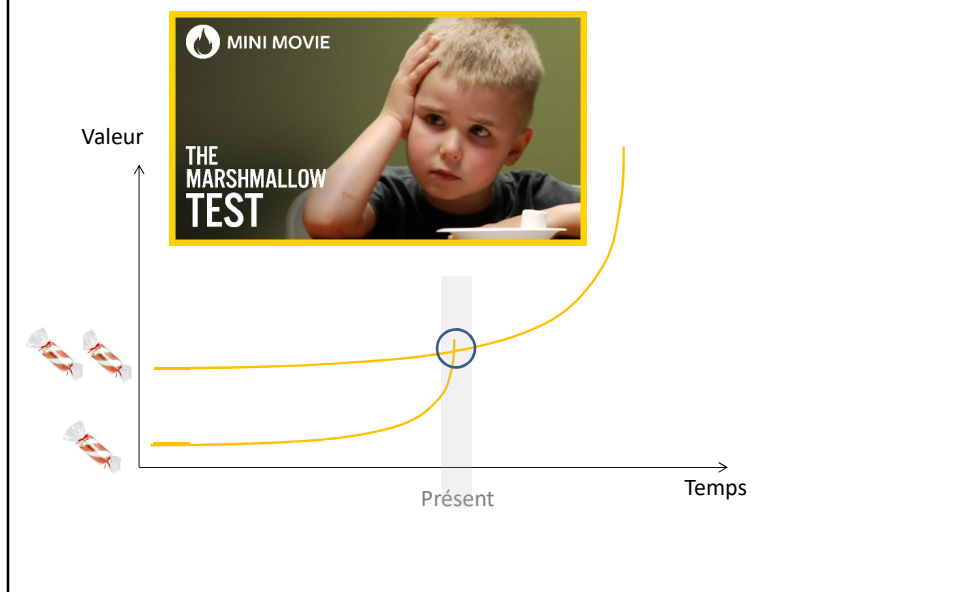 MINI MOVIE
Valeur
THE
MARSHMALLOW
TEST
Présent
Temps